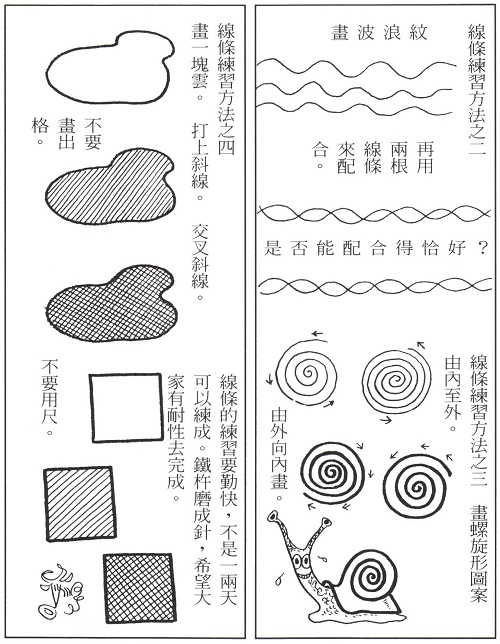 線條練習方法之二
畫波浪紋
再用
兩根
線條
來配
合。
是否能配合得恰好？
線條練習方法之三 畫螺旋形圖案
由內至外。
由外向內畫。
線條練習方法之四
畫一塊雲。 打上斜線。 交叉斜線。
不要
畫出
格。
線條的練習要勤快，不是一兩天
可以練成。鐵杵磨成針，希望大
家有耐性去完成。
不要用尺。